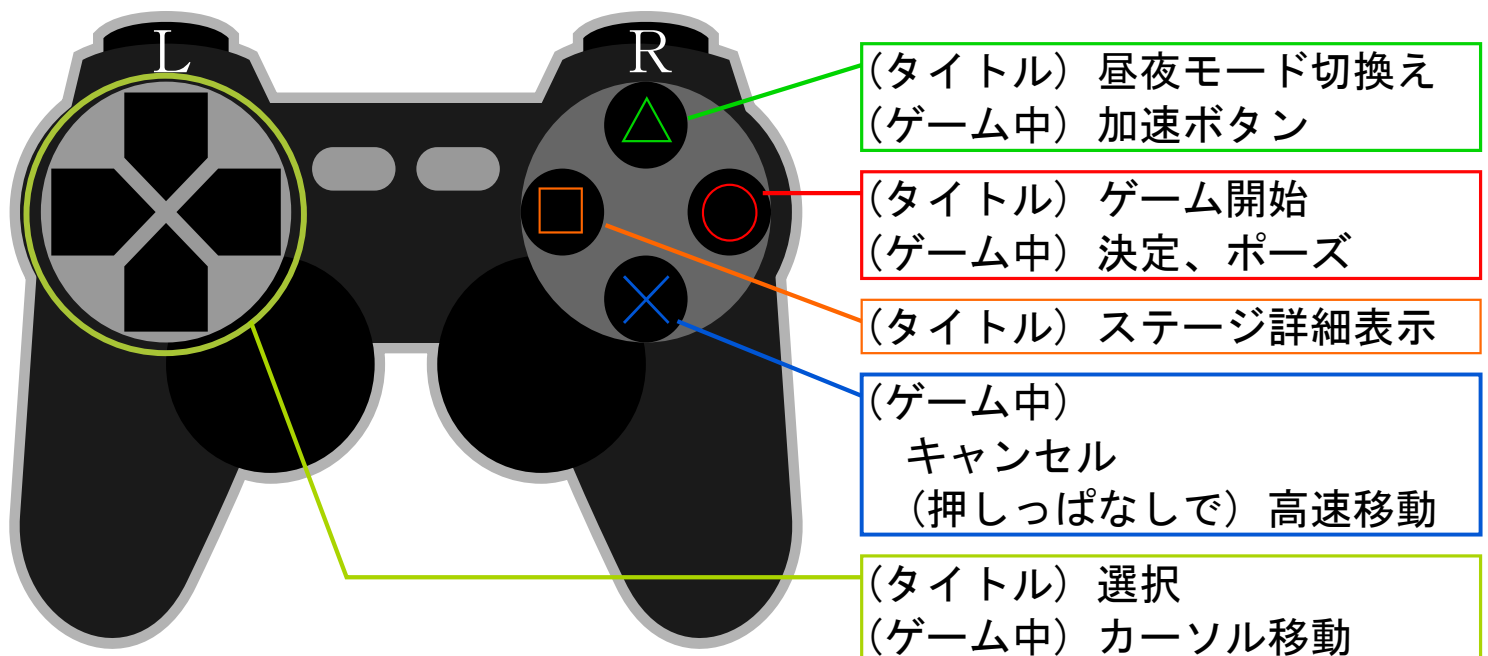 L
R
(タイトル) 昼夜モード切換え
(ゲーム中) 加速ボタン
(タイトル) ゲーム開始
(ゲーム中) 決定、ポーズ
(タイトル) ステージ詳細表示
(ゲーム中)
キャンセル
(押しっぱなしで) 高速移動
(タイトル) 選択
(ゲーム中) カーソル移動